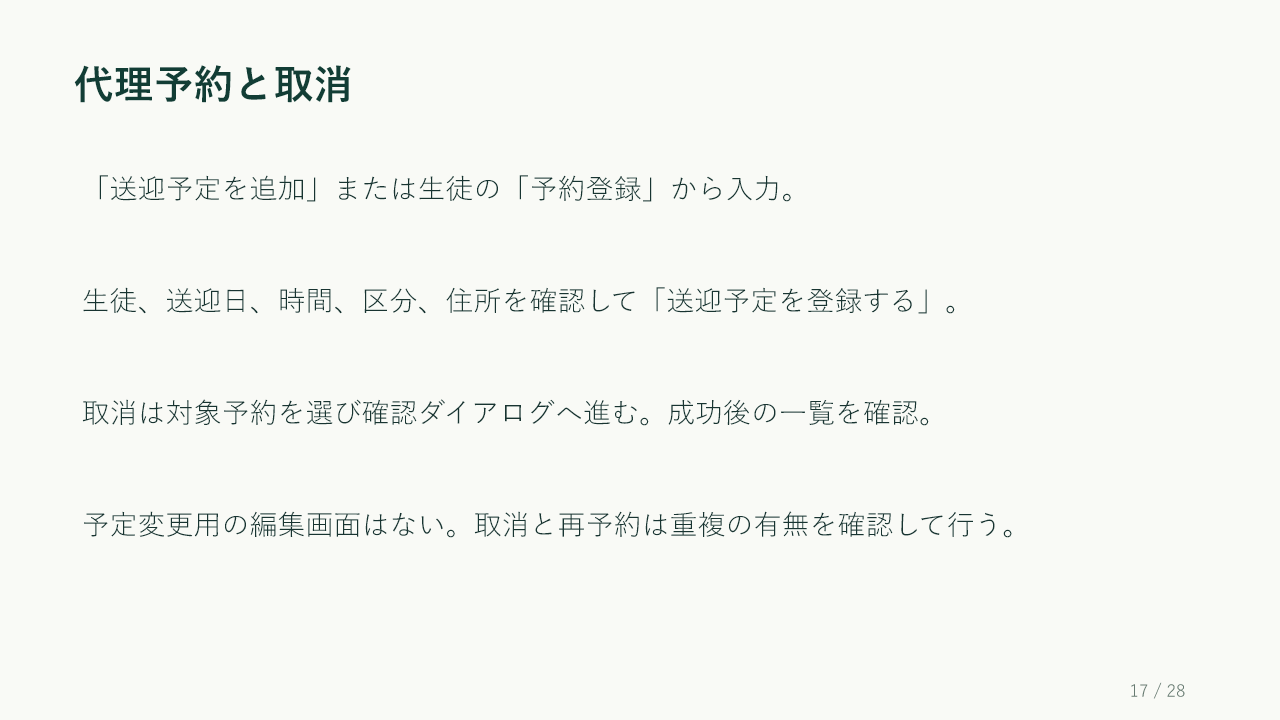 代理予約と取消
「送迎予定を追加」または生徒の「予約登録」から入力。
生徒、送迎日、時間、区分、住所を確認して「送迎予定を登録する」。
取消は対象予約を選び確認ダイアログへ進む。成功後の一覧を確認。
予定変更用の編集画面はない。取消と再予約は重複の有無を確認して行う。
17 / 28